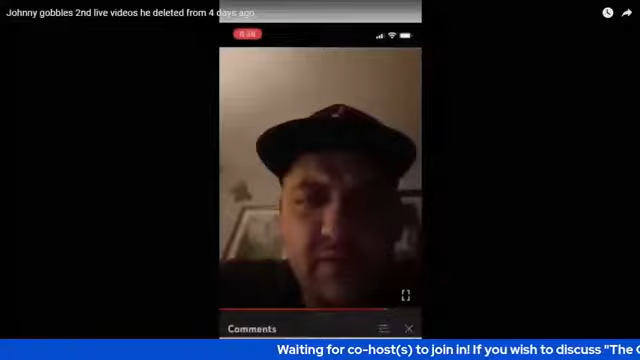 Johnny gobbles 2nd live videos he deleted from 4 days ago
Comments
Waiting for co-host(s) to join in! If you wish to discuss "The